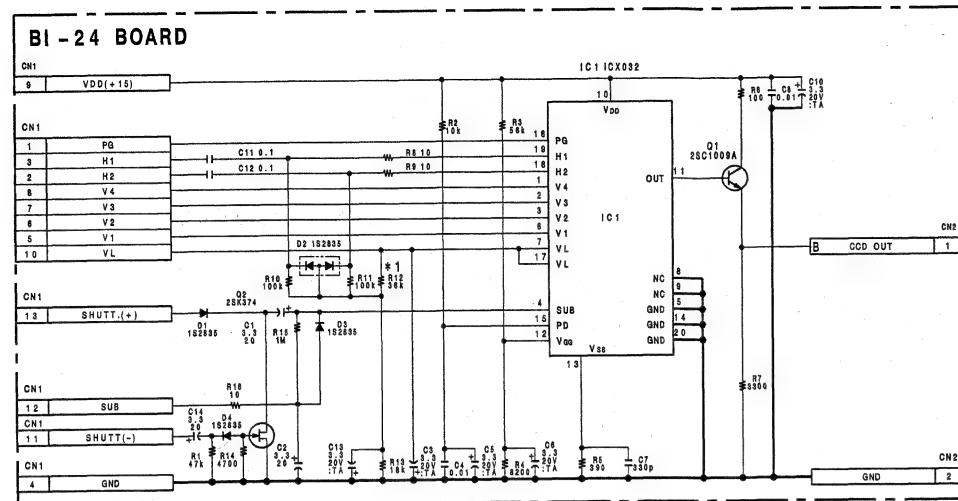 BI-24 BOARD
CN1
9 VDD(+15)
CN1
1 PG
3 H1
2 H2
8 V4
7 V3
6 V2
5 V1
10 VL
CN1
13 SHUTT.(+)
CN1
12 SUB
CN1
11 SHUTT(-)
CN1
4 GND
C11 0.1
C12 0.1
R8 10
R9 10
D2 1S2835
R10
100k
R11
100k
*1
R12
36k
R2
10k
R3
56k
Q2
2SK374
D1
1S2835
C1
3.3
20
R15
1M
D3
1S2835
R16
10
C14
3.3
20
D4
1S2835
R1
47k
R14
4700
C2
3.3
20
C13
3.3
20V
:TA
R13
18k
C3
3.3
20V
:TA
C4
0.01
C5
3.3
20V
:TA
R4
8200
C6
3.3
20V
:TA
R5
390
C7
330p
IC1 ICX032
10
VDD
16 PG
19 H1
18 H2
1 V4
2 V3
3 V2
6 V1
7 VL
17 VL
4 SUB
15 PD
12 VGG
VSS
13
IC1
OUT 11
NC 8
NC 9
GND 5
GND 14
GND 20
Q1
2SC1009A
R6
100
C8
0.01
C10
3.3
20V
:TA
R7
3300
CN2
B CCD OUT 1
CN2
GND 2